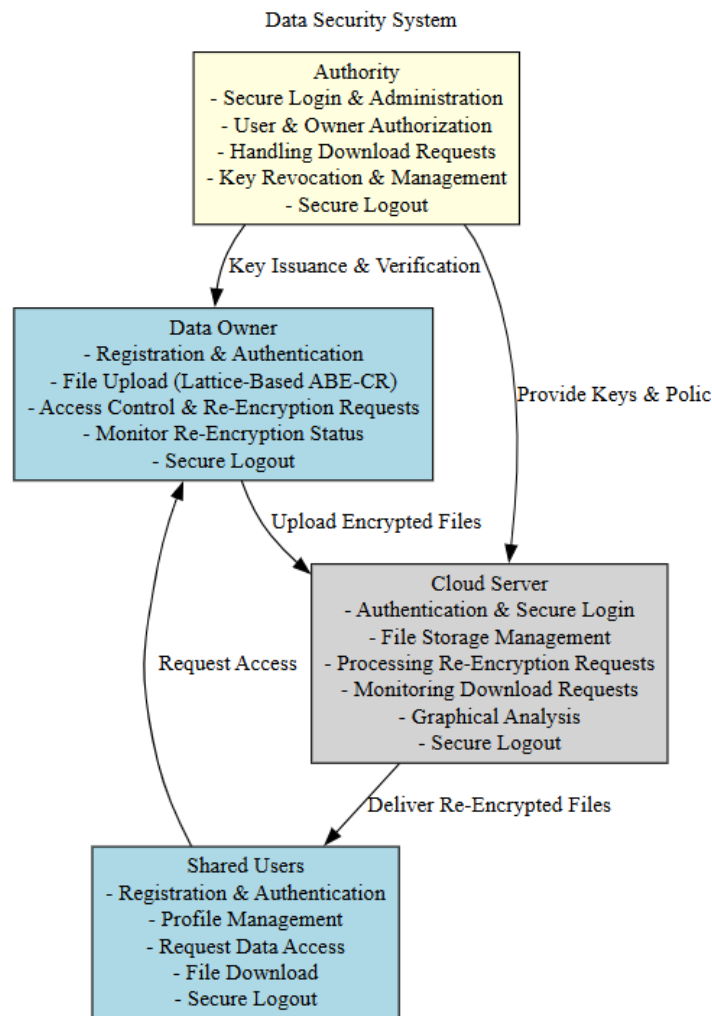 Data Security System
Authority
- Secure Login & Administration
- User & Owner Authorization
- Handling Download Requests
- Key Revocation & Management
- Secure Logout
Key Issuance & Verification
Data Owner
- Registration & Authentication
- File Upload (Lattice-Based ABE-CR)
- Access Control & Re-Encryption Requests
- Monitor Re-Encryption Status
- Secure Logout
Provide Keys & Polic
Upload Encrypted Files
Cloud Server
- Authentication & Secure Login
- File Storage Management
- Processing Re-Encryption Requests
- Monitoring Download Requests
- Graphical Analysis
- Secure Logout
Request Access
Deliver Re-Encrypted Files
Shared Users
- Registration & Authentication
- Profile Management
- Request Data Access
- File Download
- Secure Logout